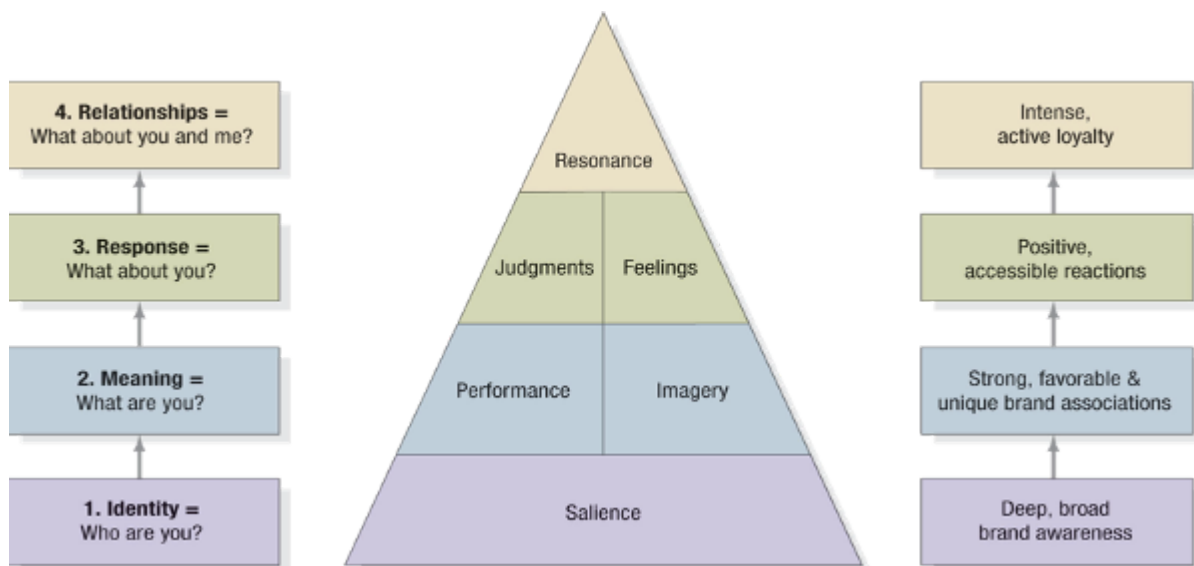 4. Relationships =
What about you and me?
Resonance
Intense,
active loyalty
3. Response =
What about you?
Judgments
Feelings
Positive,
accessible reactions
2. Meaning =
What are you?
Performance
Imagery
Strong, favorable &
unique brand associations
1. Identity =
Who are you?
Salience
Deep, broad
brand awareness